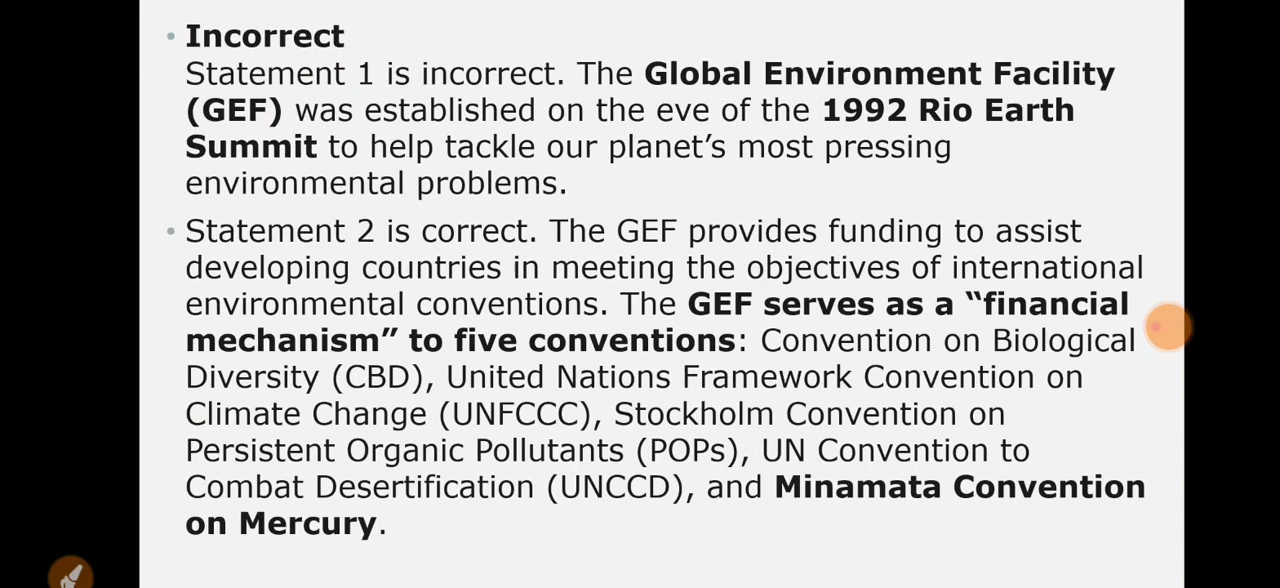 • Incorrect
Statement 1 is incorrect. The Global Environment Facility
(GEF) was established on the eve of the 1992 Rio Earth
Summit to help tackle our planet’s most pressing
environmental problems.
• Statement 2 is correct. The GEF provides funding to assist
developing countries in meeting the objectives of international
environmental conventions. The GEF serves as a “financial
mechanism” to five conventions: Convention on Biological
Diversity (CBD), United Nations Framework Convention on
Climate Change (UNFCCC), Stockholm Convention on
Persistent Organic Pollutants (POPs), UN Convention to
Combat Desertification (UNCCD), and Minamata Convention
on Mercury.